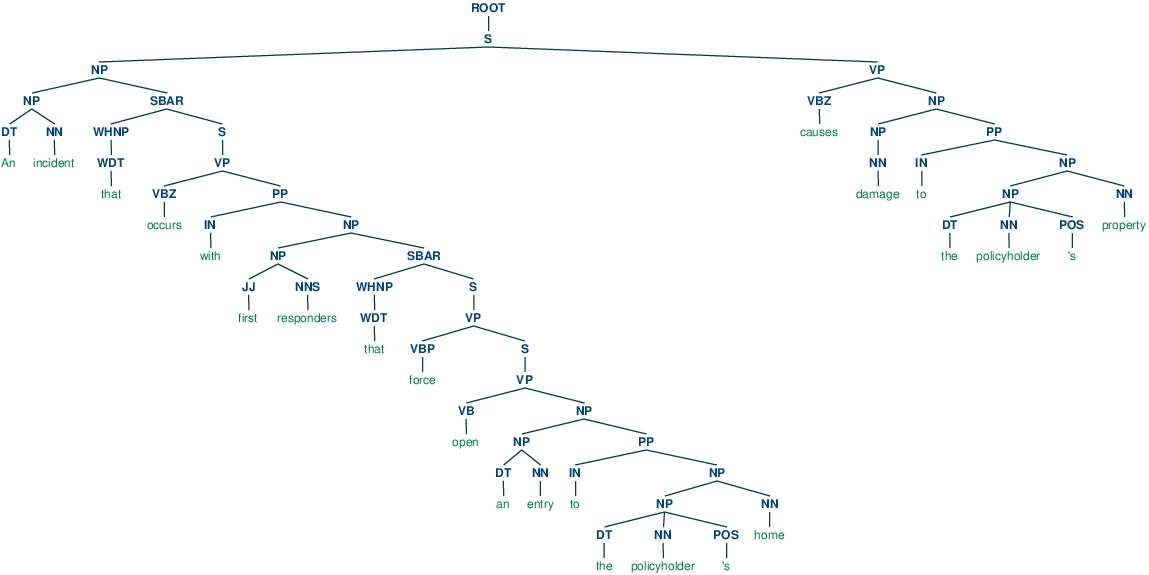 ROOT
S
NP VP
NP SBAR VBZ NP
DT NN WHNP S causes NP PP
An incident WDT VP NN IN NP
that VBZ PP damage to NP NN
occurs IN NP DT NN POS property
with NP SBAR the policyholder 's
JJ NNS WHNP S
first responders WDT VP
that VBP S
force VP
VB NP
open NP PP
DT NN IN NP
an entry to NP NN
DT NN POS home
the policyholder 's